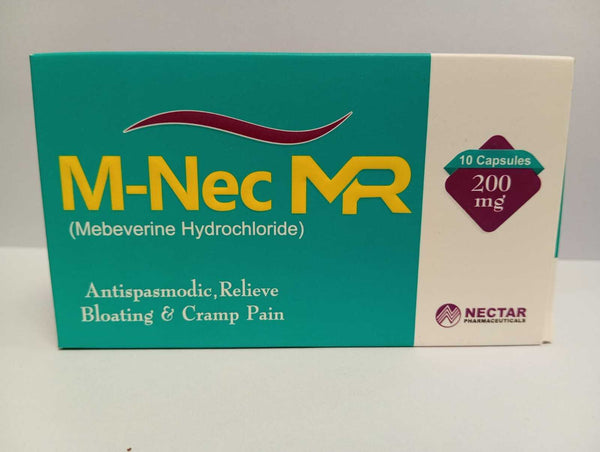 M-Nec MR
(Mebeverine Hydrochloride)
Antispasmodic,Relieve
Bloating & Cramp Pain
10 Capsules
200
mg
NECTAR
PHARMACEUTICALS